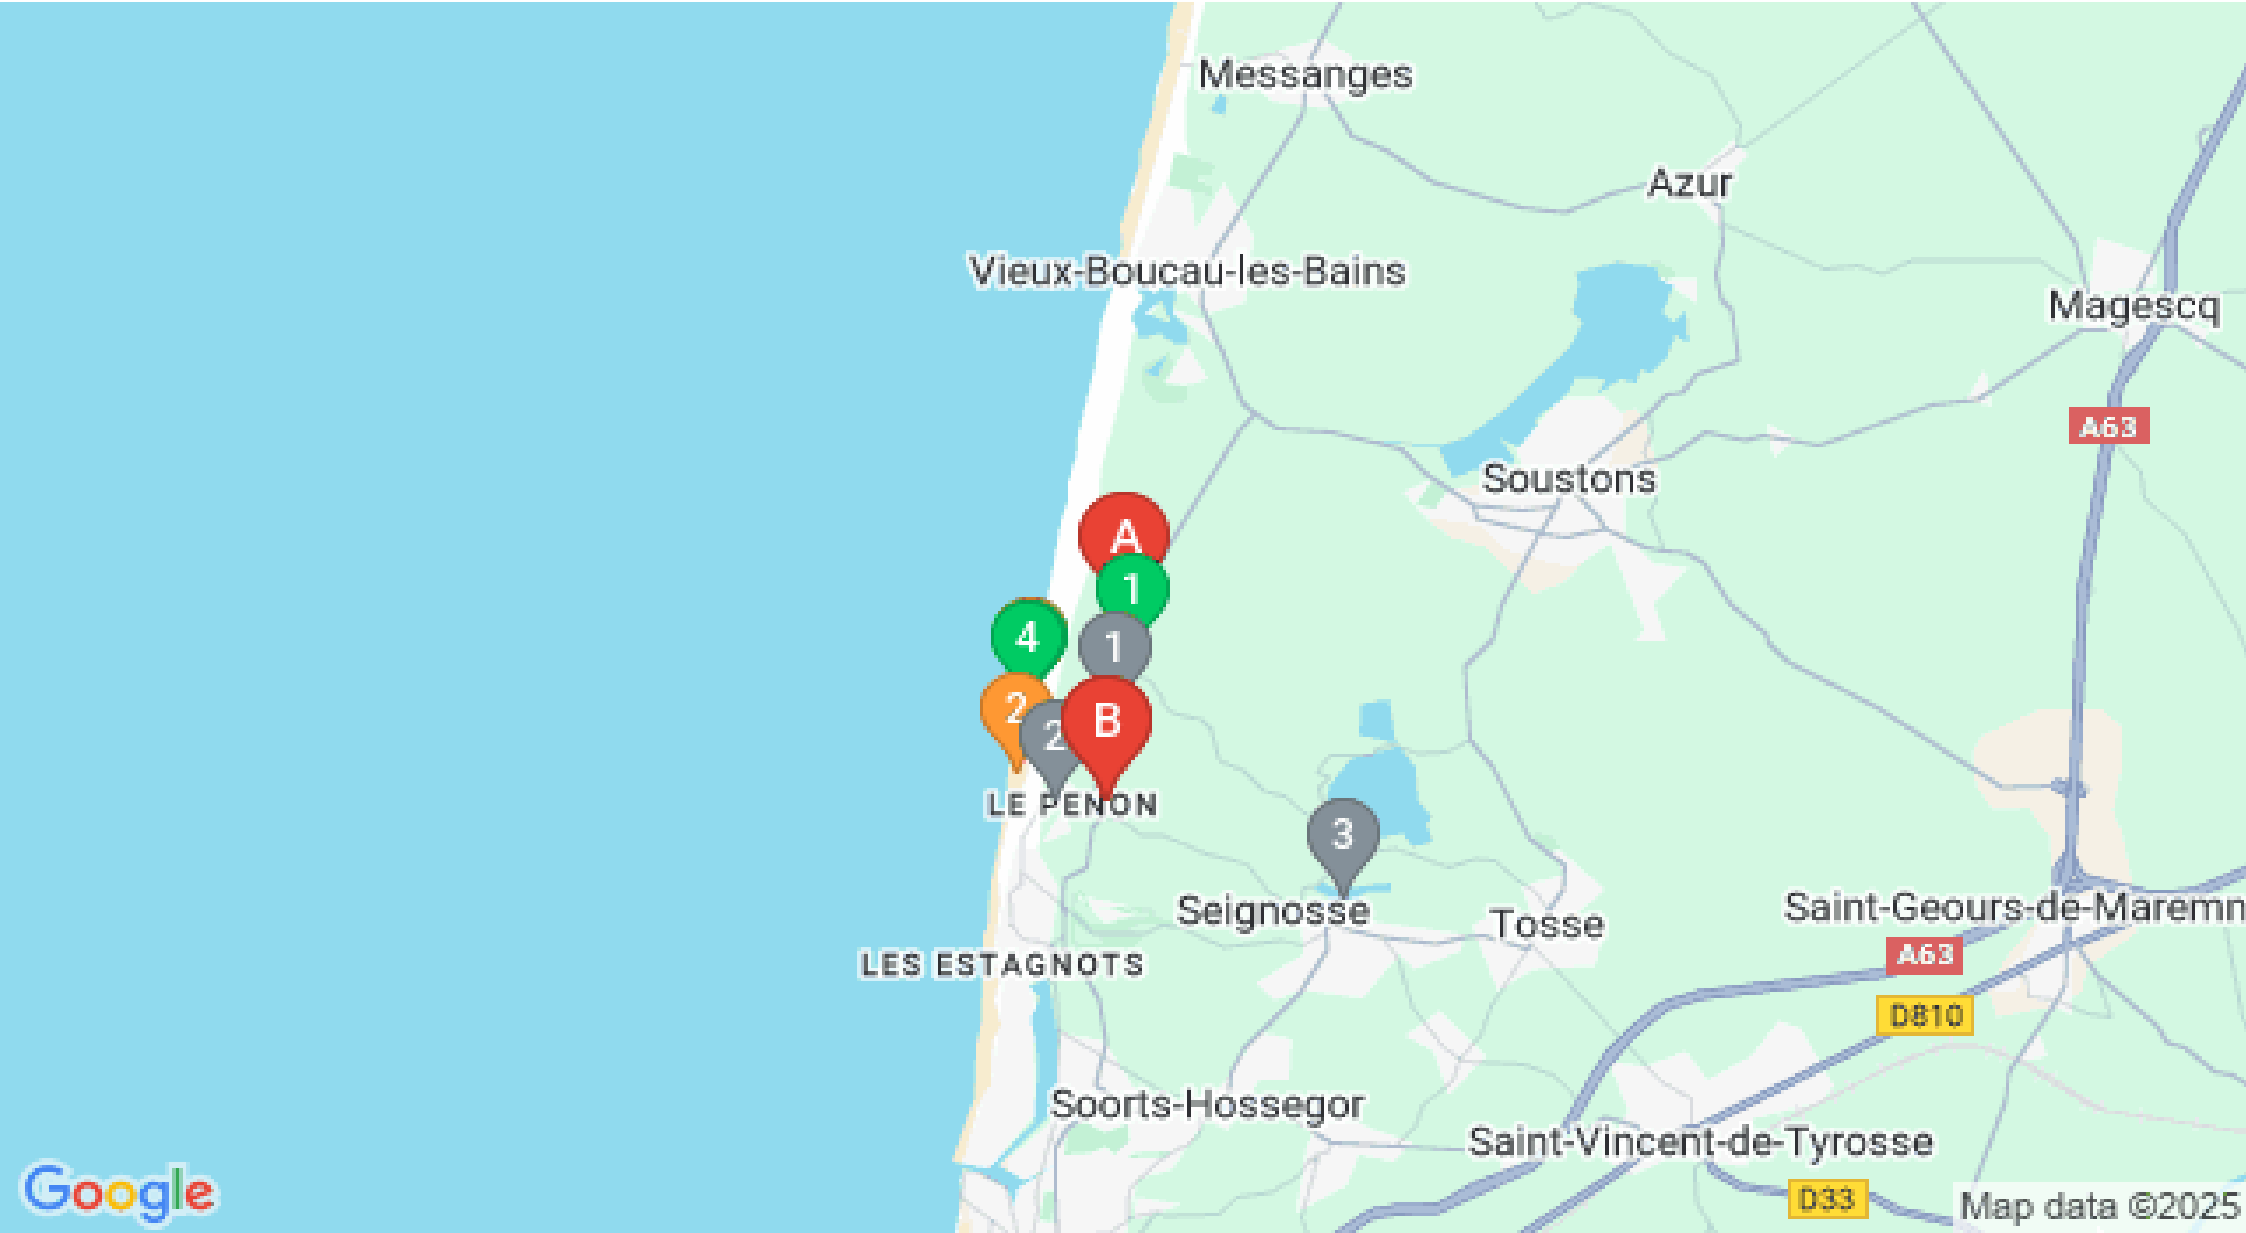 Messanges
Azur
Vieux-Boucau-les-Bains
Magescq
A63
Soustons
A
1
4
1
2
2
B
LE PENON
3
Seignosse
Tosse
Saint-Geours-de-Maremn
A63
LES ESTAGNOTS
D810
Soorts-Hossegor
Saint-Vincent-de-Tyrosse
Google
D33
Map data ©2025